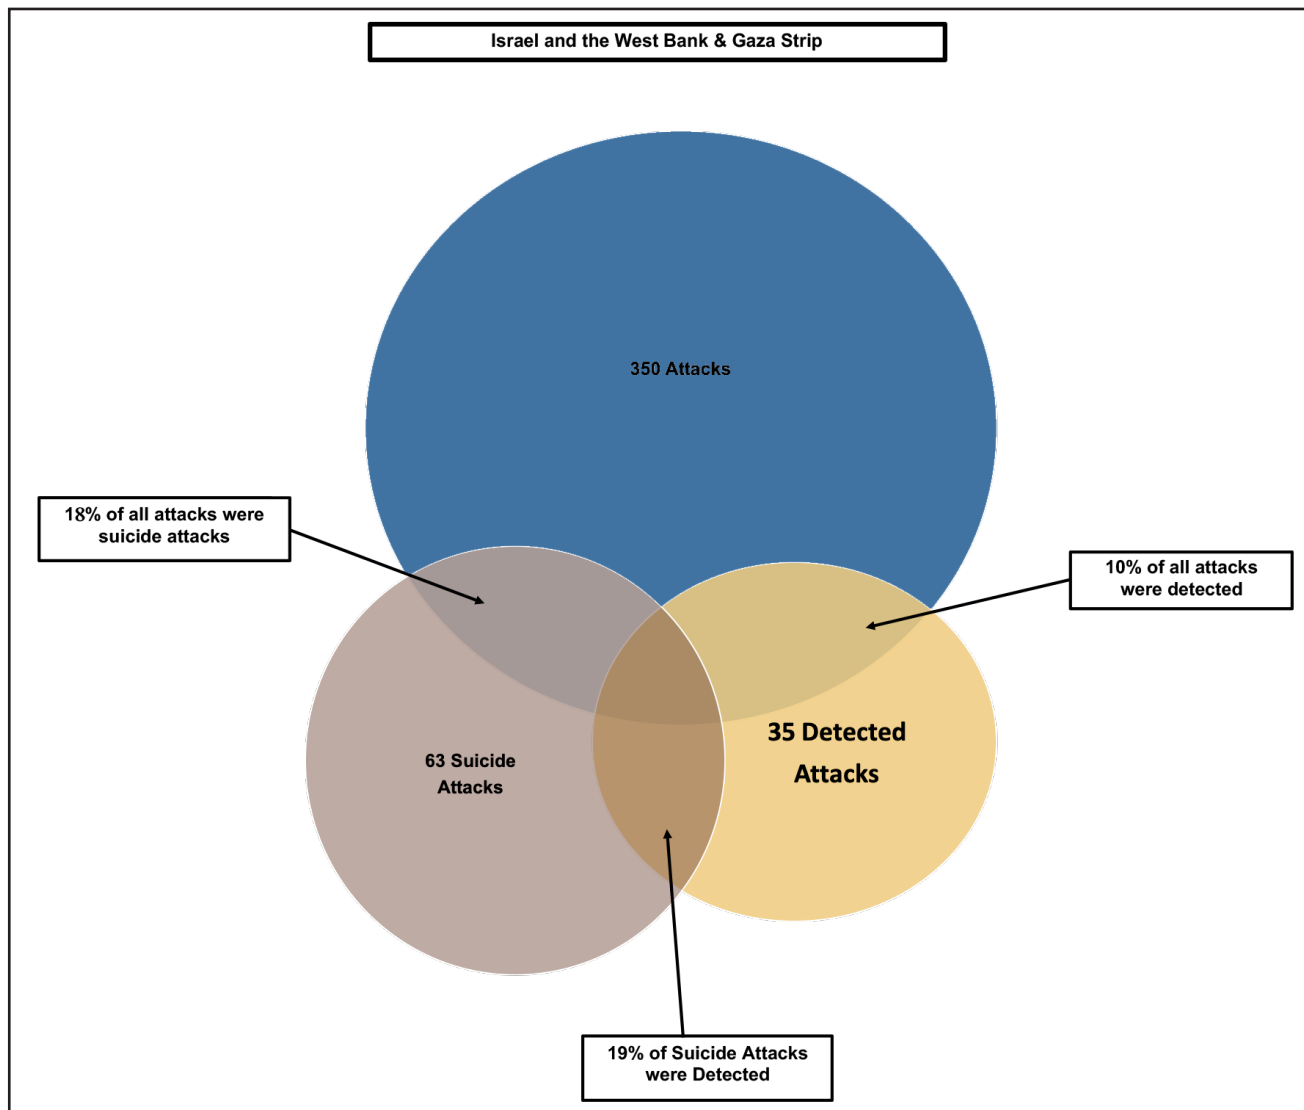 Israel and the West Bank & Gaza Strip
350 Attacks
18% of all attacks were
suicide attacks
10% of all attacks
were detected
35 Detected
Attacks
63 Suicide
Attacks
19% of Suicide Attacks
were Detected